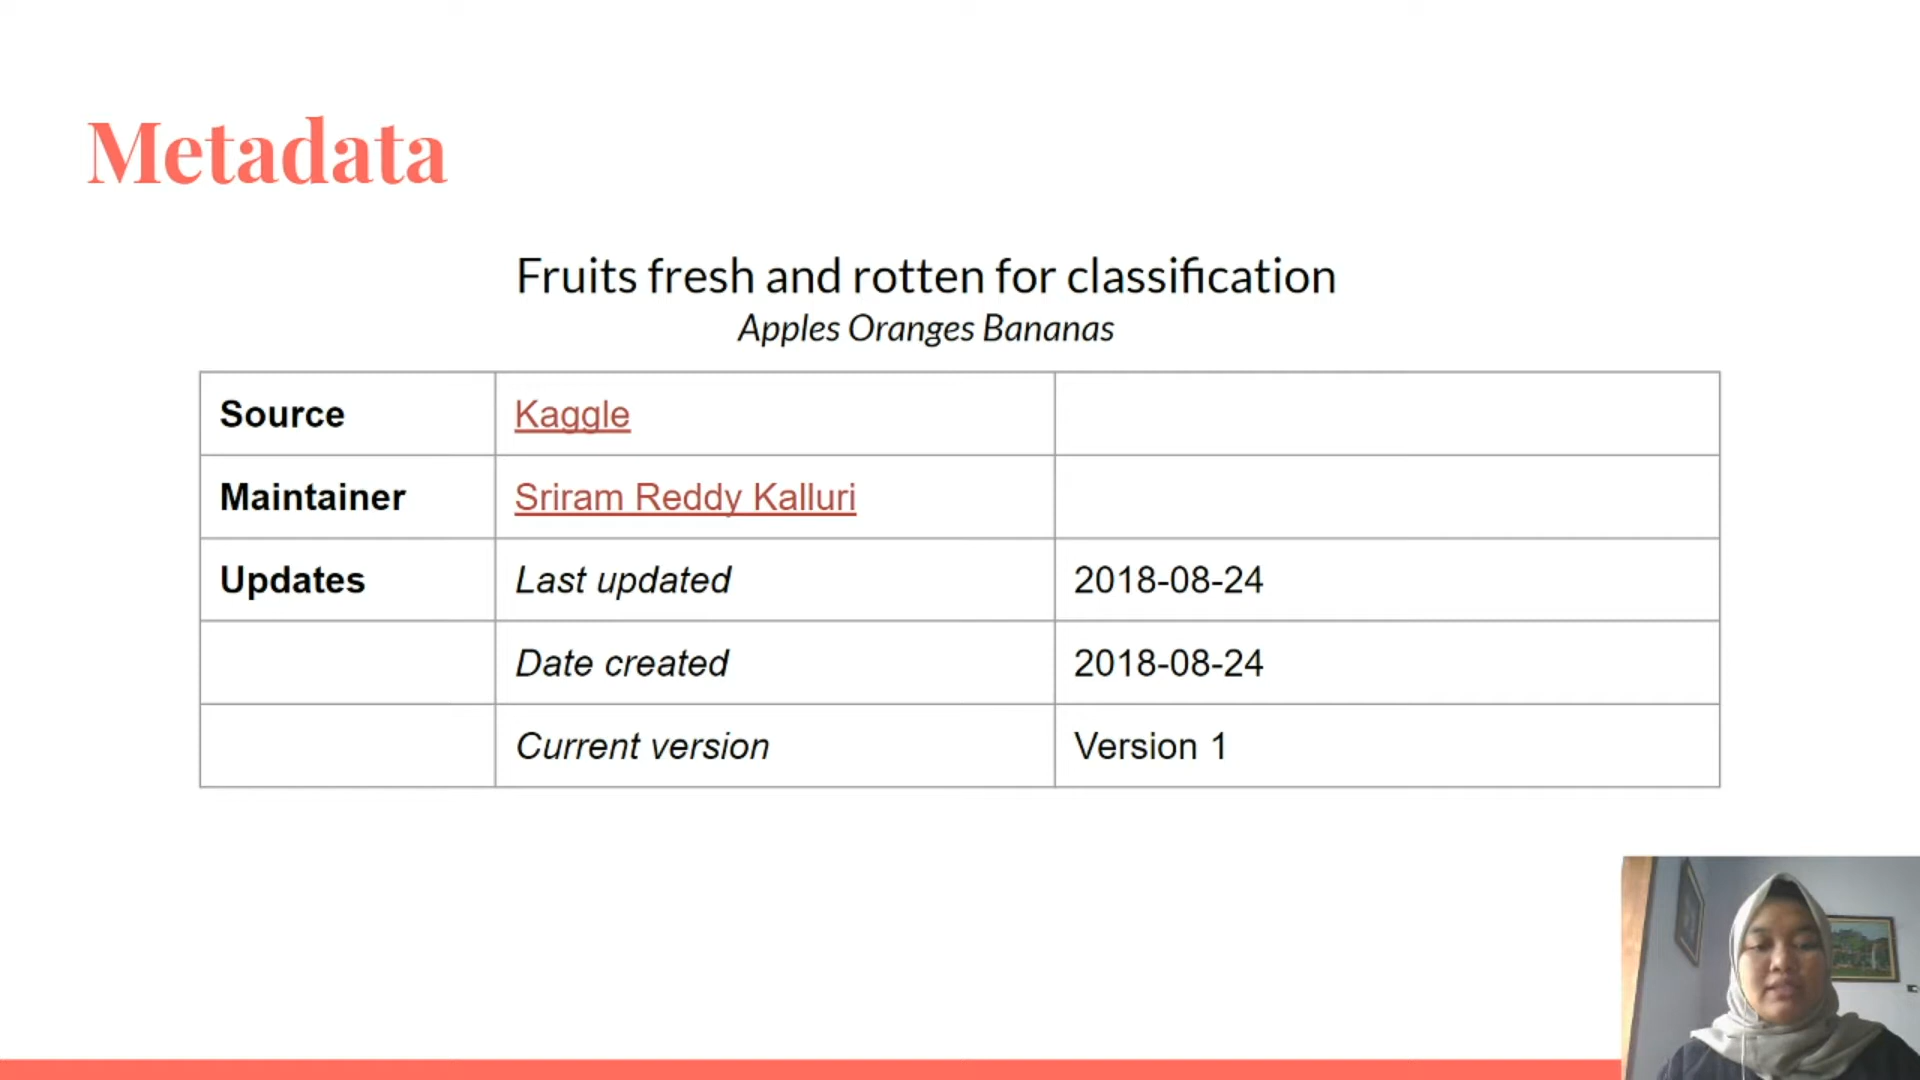 Metadata
Fruits fresh and rotten for classification
Apples Oranges Bananas
Source Kaggle
Maintainer Sriram Reddy Kalluri
Updates Last updated 2018-08-24
Date created 2018-08-24
Current version Version 1